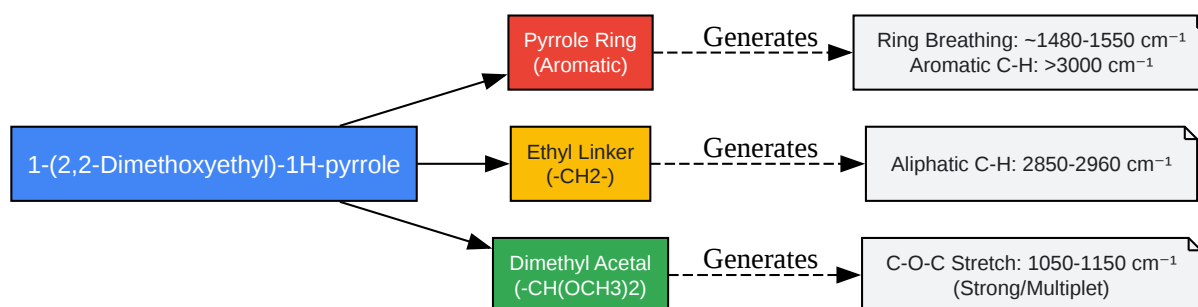 Pyrrole Ring
(Aromatic)
Generates
Ring Breathing: ~1480-1550 cm⁻¹
Aromatic C-H: >3000 cm⁻¹
1-(2,2-Dimethoxyethyl)-1H-pyrrole
Ethyl Linker
(-CH2-)
Generates
Aliphatic C-H: 2850-2960 cm⁻¹
Dimethyl Acetal
(-CH(OCH3)2)
Generates
C-O-C Stretch: 1050-1150 cm⁻¹
(Strong/Multiplet)